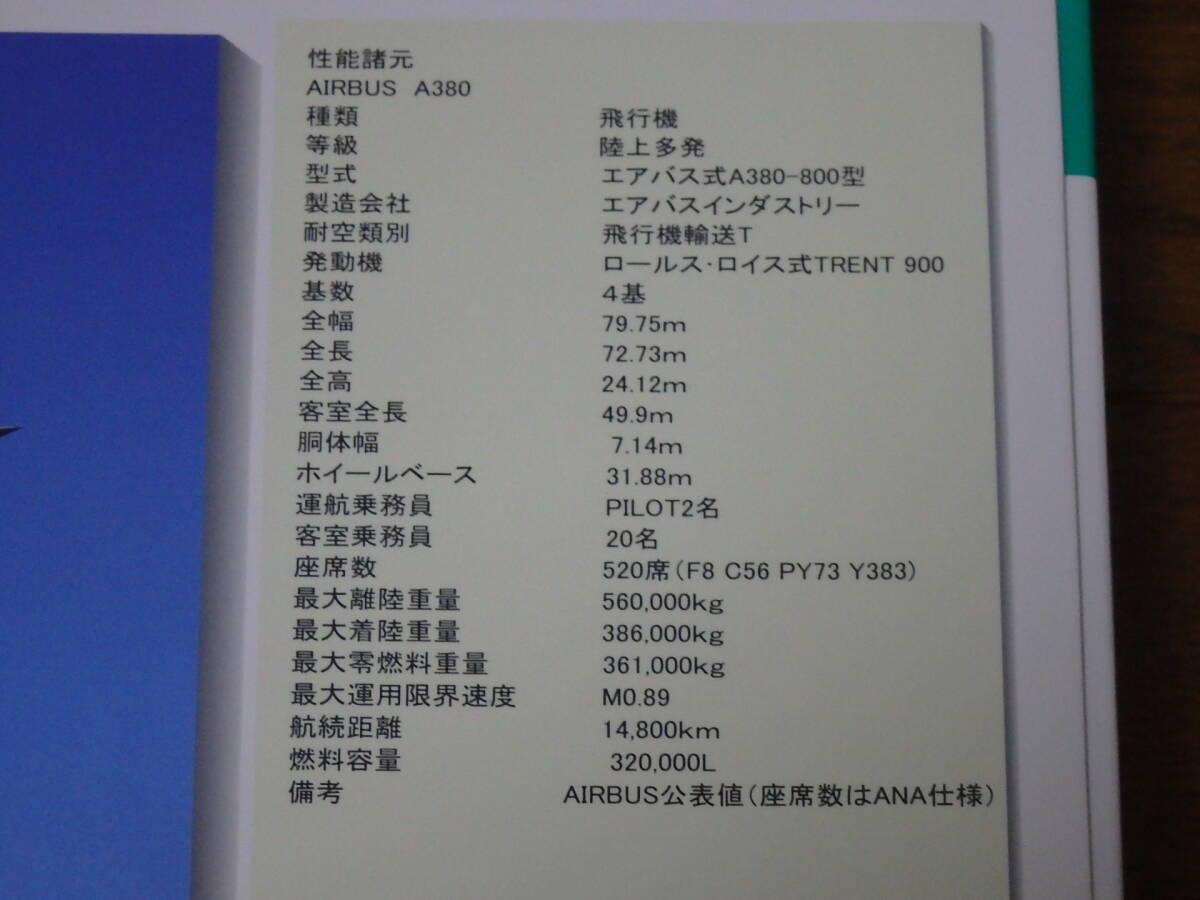 性能諸元
AIRBUS A380
種類 飛行機
等級 陸上多発
型式 エアバス式A380-800型
製造会社 エアバスインダストリー
耐空類別 飛行機輸送T
発動機 ロールス・ロイス式TRENT 900
基数 4基
全幅 79.75m
全長 72.73m
全高 24.12m
客室全長 49.9m
胴体幅 7.14m
ホイールベース 31.88m
運航乗務員 PILOT2名
客室乗務員 20名
座席数 520席(F8 C56 PY73 Y383)
最大離陸重量 560,000kg
最大着陸重量 386,000kg
最大零燃料重量 361,000kg
最大運用限界速度 M0.89
航続距離 14,800km
燃料容量 320,000L
備考 AIRBUS公表値(座席数はANA仕様)